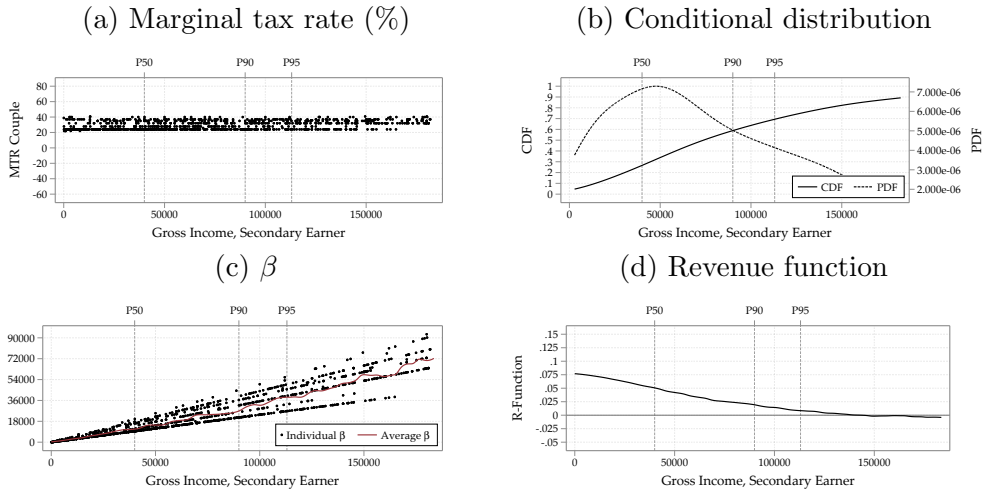 (a) Marginal tax rate (%)
P50 P90 P95
80
60
40
20
0
-20
-40
-60
MTR Couple
0 50000 100000 150000
Gross Income, Secondary Earner
(b) Conditional distribution
P50 P90 P95
1
.9
.8
.7
.6
.5
.4
.3
.2
.1
0
CDF
7.000e-06
6.000e-06
5.000e-06
4.000e-06
3.000e-06
2.000e-06
PDF
CDF PDF
0 50000 100000 150000
Gross Income, Secondary Earner
(c) β
P50 P90 P95
90000
72000
54000
36000
18000
0
Individual β Average β
0 50000 100000 150000
Gross Income, Secondary Earner
(d) Revenue function
P50 P90 P95
.15
.125
.1
.075
.05
.025
0
-.025
-.05
R-Function
0 50000 100000 150000
Gross Income, Secondary Earner